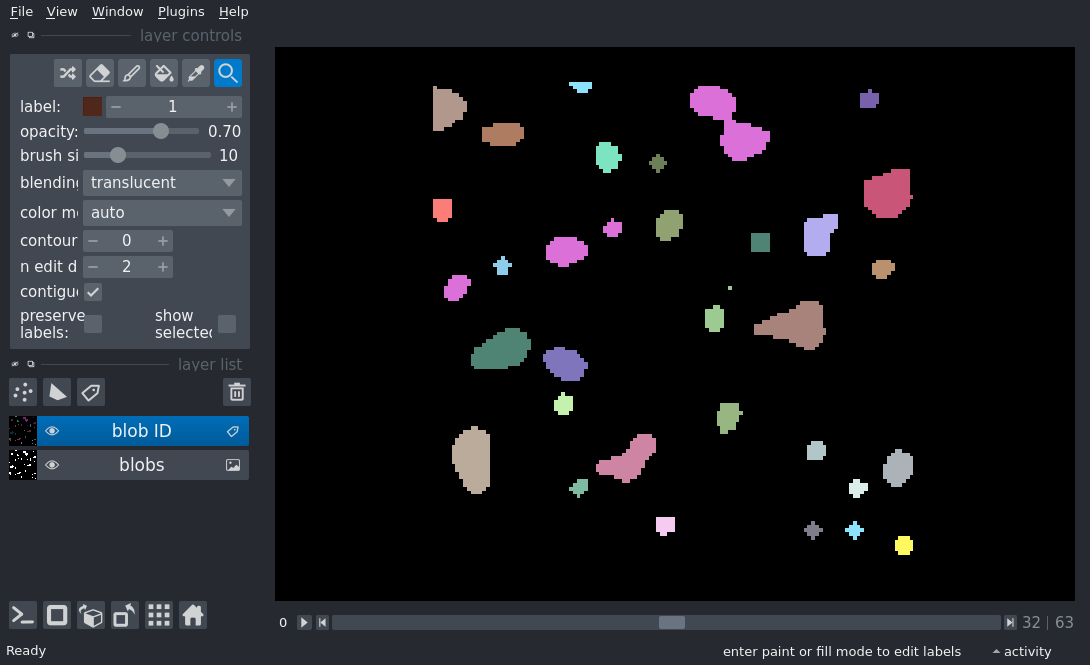 File View Window Plugins Help
layer controls
label: − 1 +
opacity: 0.70
brush si 10
blending translucent
color m auto
contour − 0 +
n edit d − 2 +
contigu
preserve labels: show selected
layer list
blob ID
blobs
0 32 | 63
Ready enter paint or fill mode to edit labels activity